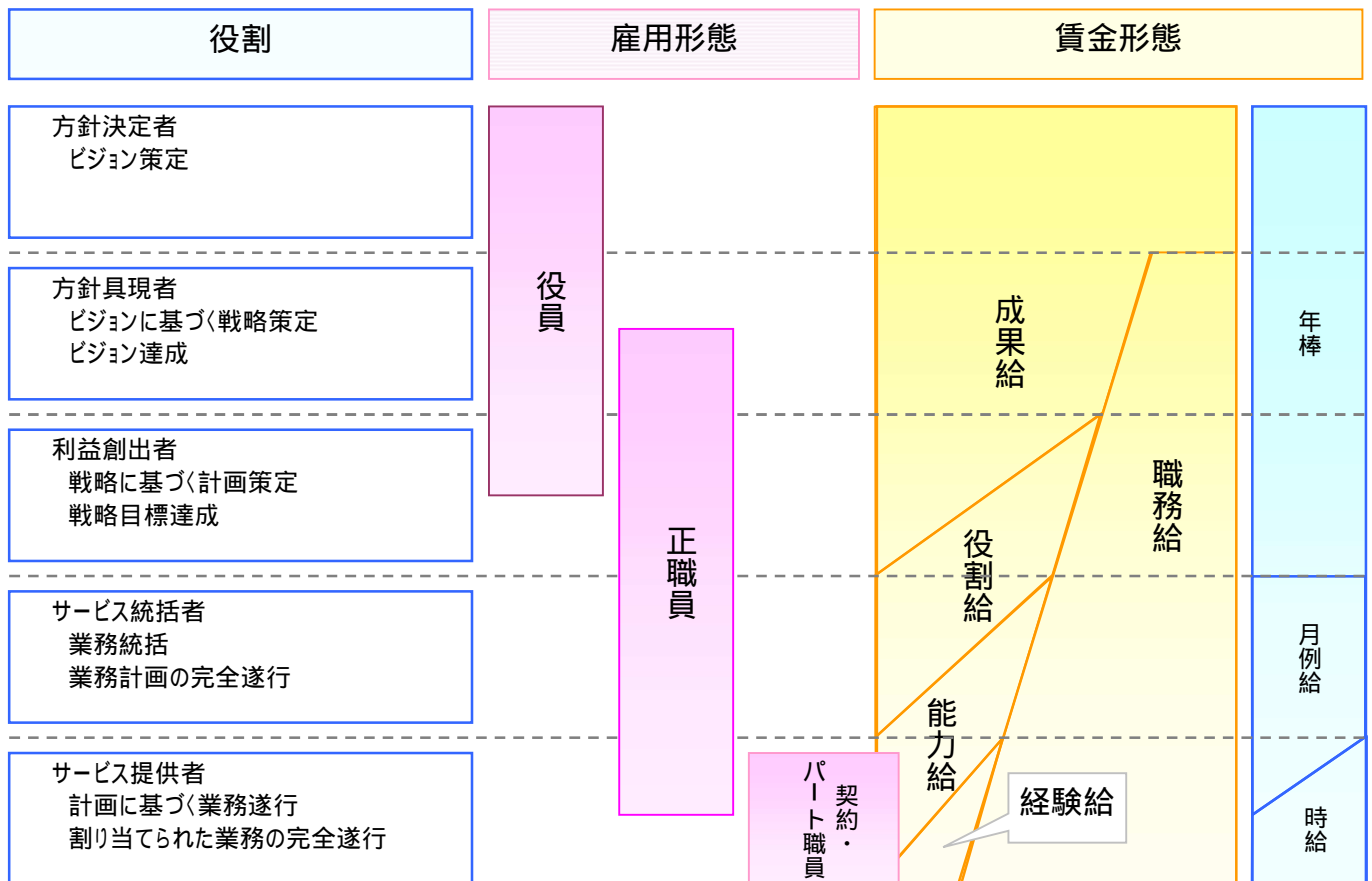 役割
雇用形態
賃金形態
方針決定者
ビジョン策定
方針具現者
ビジョンに基づく戦略策定
ビジョン達成
利益創出者
戦略に基づく計画策定
戦略目標達成
サービス統括者
業務統括
業務計画の完全遂行
サービス提供者
計画に基づく業務遂行
割り当てられた業務の完全遂行
役員
正職員
契約・
パート職員
成果給
職務給
役割給
能力給
経験給
年棒
月例給
時給